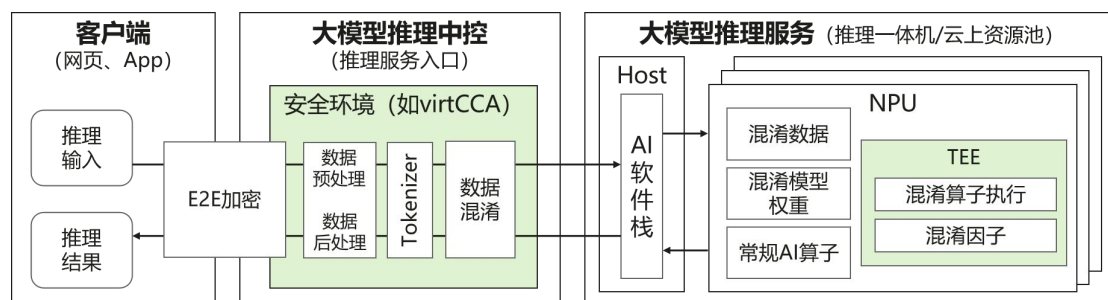 客户端
(网页、App)
推理
输入
推理
结果
E2E加密
大模型推理中控
(推理服务入口)
安全环境（如virtCCA）
数据
预处理
数据
后处理
Tokenizer
数据
混淆
大模型推理服务（推理一体机/云上资源池）
Host
AI
软
件
栈
NPU
混淆数据
混淆模型
权重
常规AI算子
TEE
混淆算子执行
混淆因子